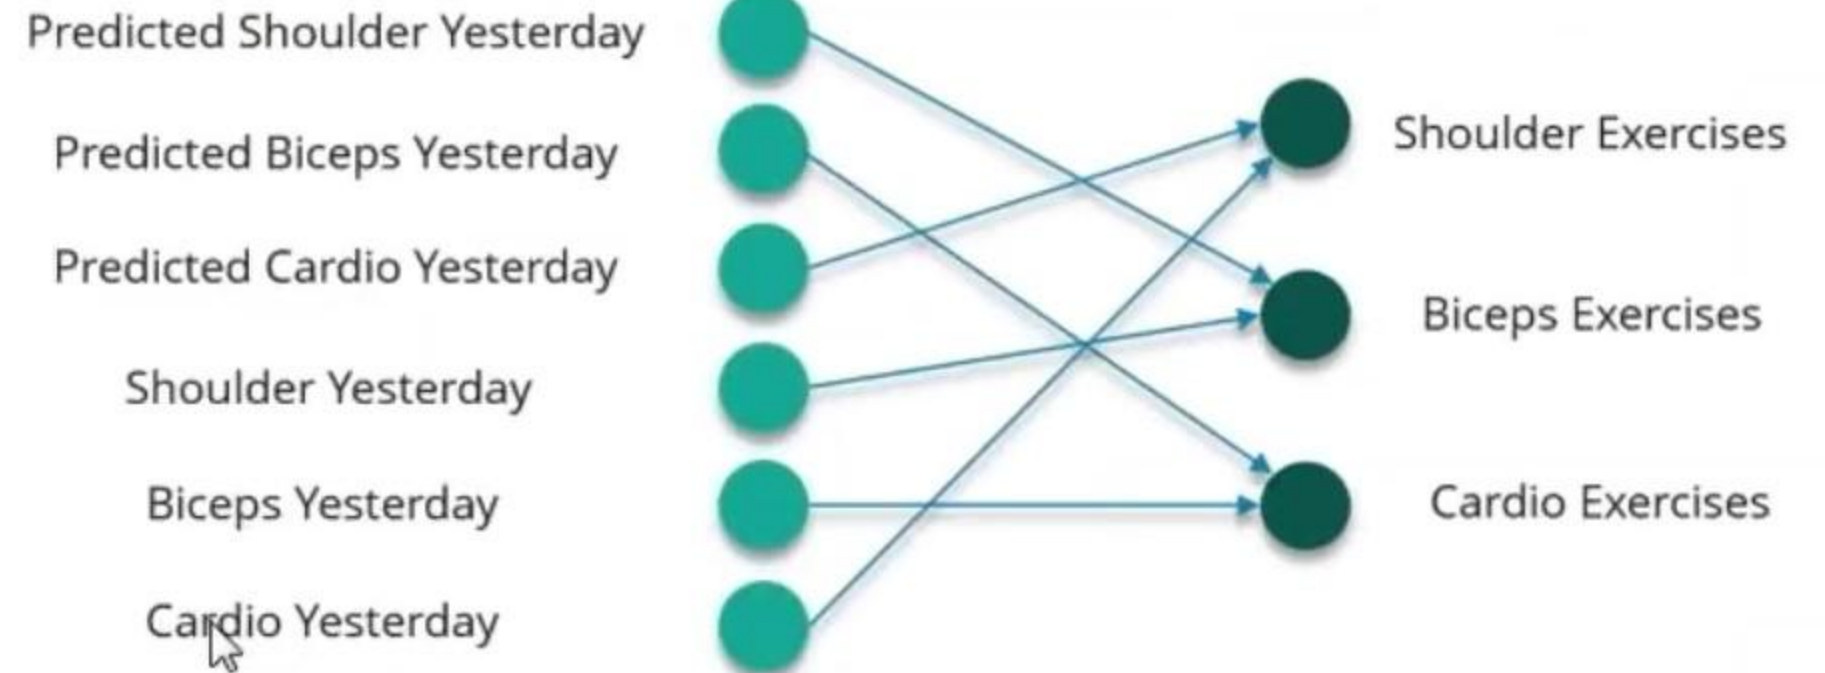 Predicted Shoulder Yesterday
Predicted Biceps Yesterday
Predicted Cardio Yesterday
Shoulder Yesterday
Biceps Yesterday
Cardio Yesterday
Shoulder Exercises
Biceps Exercises
Cardio Exercises